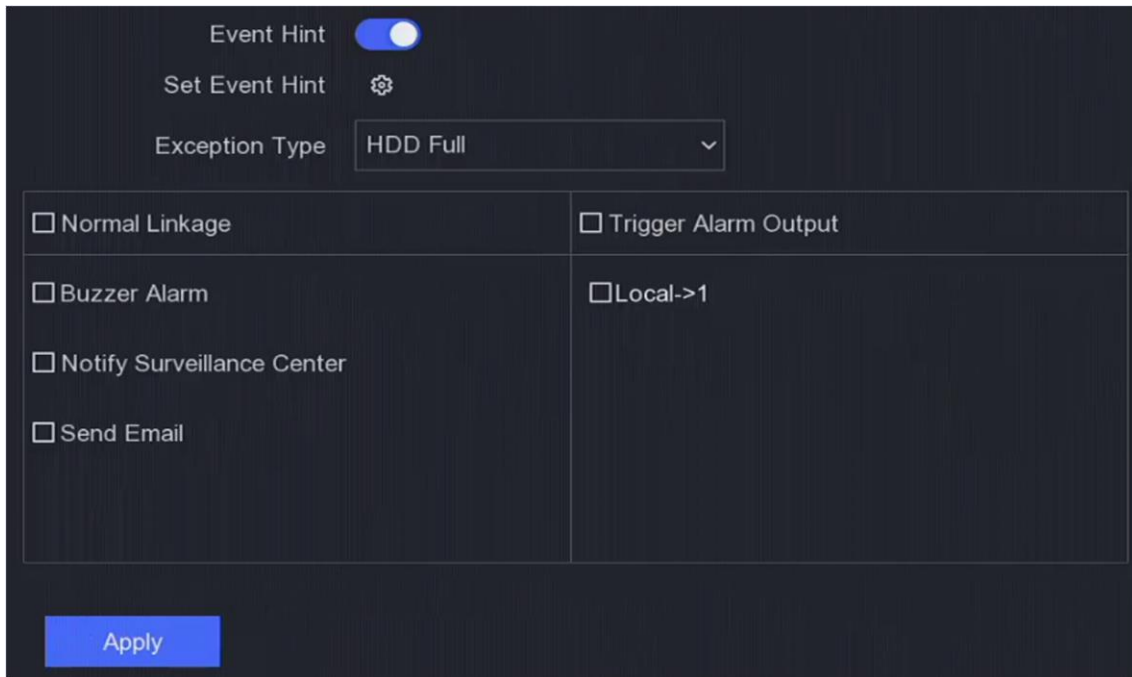 Event Hint
Set Event Hint
Exception Type HDD Full
Normal Linkage Trigger Alarm Output
Buzzer Alarm Local->1
Notify Surveillance Center
Send Email
Apply